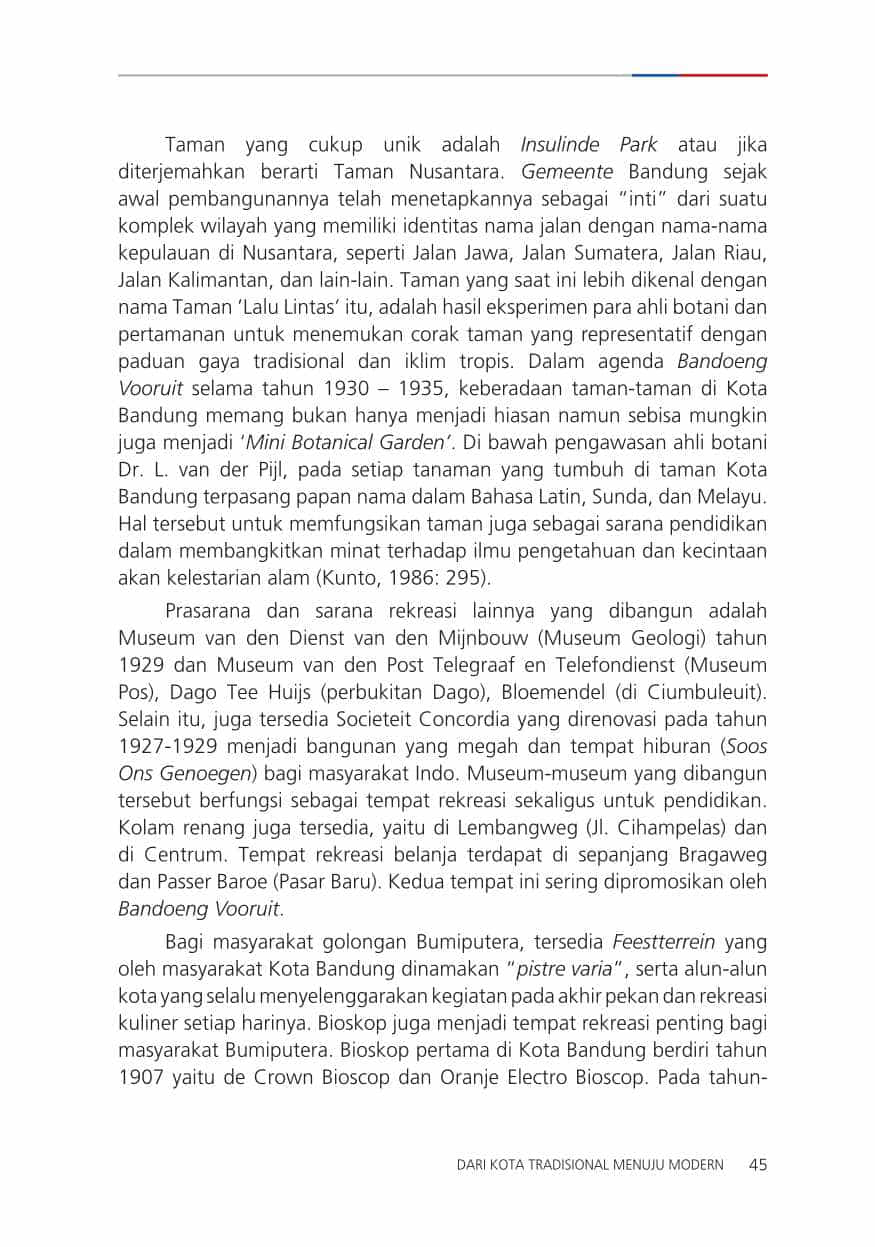 Taman yang cukup unik adalah Insulinde Park atau jika
diterjemahkan berarti Taman Nusantara. Gemeente Bandung sejak
awal pembangunannya telah menetapkannya sebagai “inti” dari suatu
komplek wilayah yang memiliki identitas nama jalan dengan nama-nama
kepulauan di Nusantara, seperti Jalan Jawa, Jalan Sumatera, Jalan Riau,
Jalan Kalimantan, dan lain-lain. Taman yang saat ini lebih dikenal dengan
nama Taman ‘Lalu Lintas’ itu, adalah hasil eksperimen para ahli botani dan
pertamanan untuk menemukan corak taman yang representatif dengan
paduan gaya tradisional dan iklim tropis. Dalam agenda Bandoeng
Vooruit selama tahun 1930 – 1935, keberadaan taman-taman di Kota
Bandung memang bukan hanya menjadi hiasan namun sebisa mungkin
juga menjadi ‘Mini Botanical Garden’. Di bawah pengawasan ahli botani
Dr. L. van der Pijl, pada setiap tanaman yang tumbuh di taman Kota
Bandung terpasang papan nama dalam Bahasa Latin, Sunda, dan Melayu.
Hal tersebut untuk memfungsikan taman juga sebagai sarana pendidikan
dalam membangkitkan minat terhadap ilmu pengetahuan dan kecintaan
akan kelestarian alam (Kunto, 1986: 295).
Prasarana dan sarana rekreasi lainnya yang dibangun adalah
Museum van den Dienst van den Mijnbouw (Museum Geologi) tahun
1929 dan Museum van den Post Telegraaf en Telefondienst (Museum
Pos), Dago Tee Huijs (perbukitan Dago), Bloemendel (di Ciumbuleuit).
Selain itu, juga tersedia Societeit Concordia yang direnovasi pada tahun
1927-1929 menjadi bangunan yang megah dan tempat hiburan (Soos
Ons Genoegen) bagi masyarakat Indo. Museum-museum yang dibangun
tersebut berfungsi sebagai tempat rekreasi sekaligus untuk pendidikan.
Kolam renang juga tersedia, yaitu di Lembangweg (Jl. Cihampelas) dan
di Centrum. Tempat rekreasi belanja terdapat di sepanjang Bragaweg
dan Passer Baroe (Pasar Baru). Kedua tempat ini sering dipromosikan oleh
Bandoeng Vooruit.
Bagi masyarakat golongan Bumiputera, tersedia Feestterrein yang
oleh masyarakat Kota Bandung dinamakan “pistre varia”, serta alun-alun
kota yang selalu menyelenggarakan kegiatan pada akhir pekan dan rekreasi
kuliner setiap harinya. Bioskop juga menjadi tempat rekreasi penting bagi
masyarakat Bumiputera. Bioskop pertama di Kota Bandung berdiri tahun
1907 yaitu de Crown Bioscop dan Oranje Electro Bioscop. Pada tahun-
DARI KOTA TRADISIONAL MENUJU MODERN 45